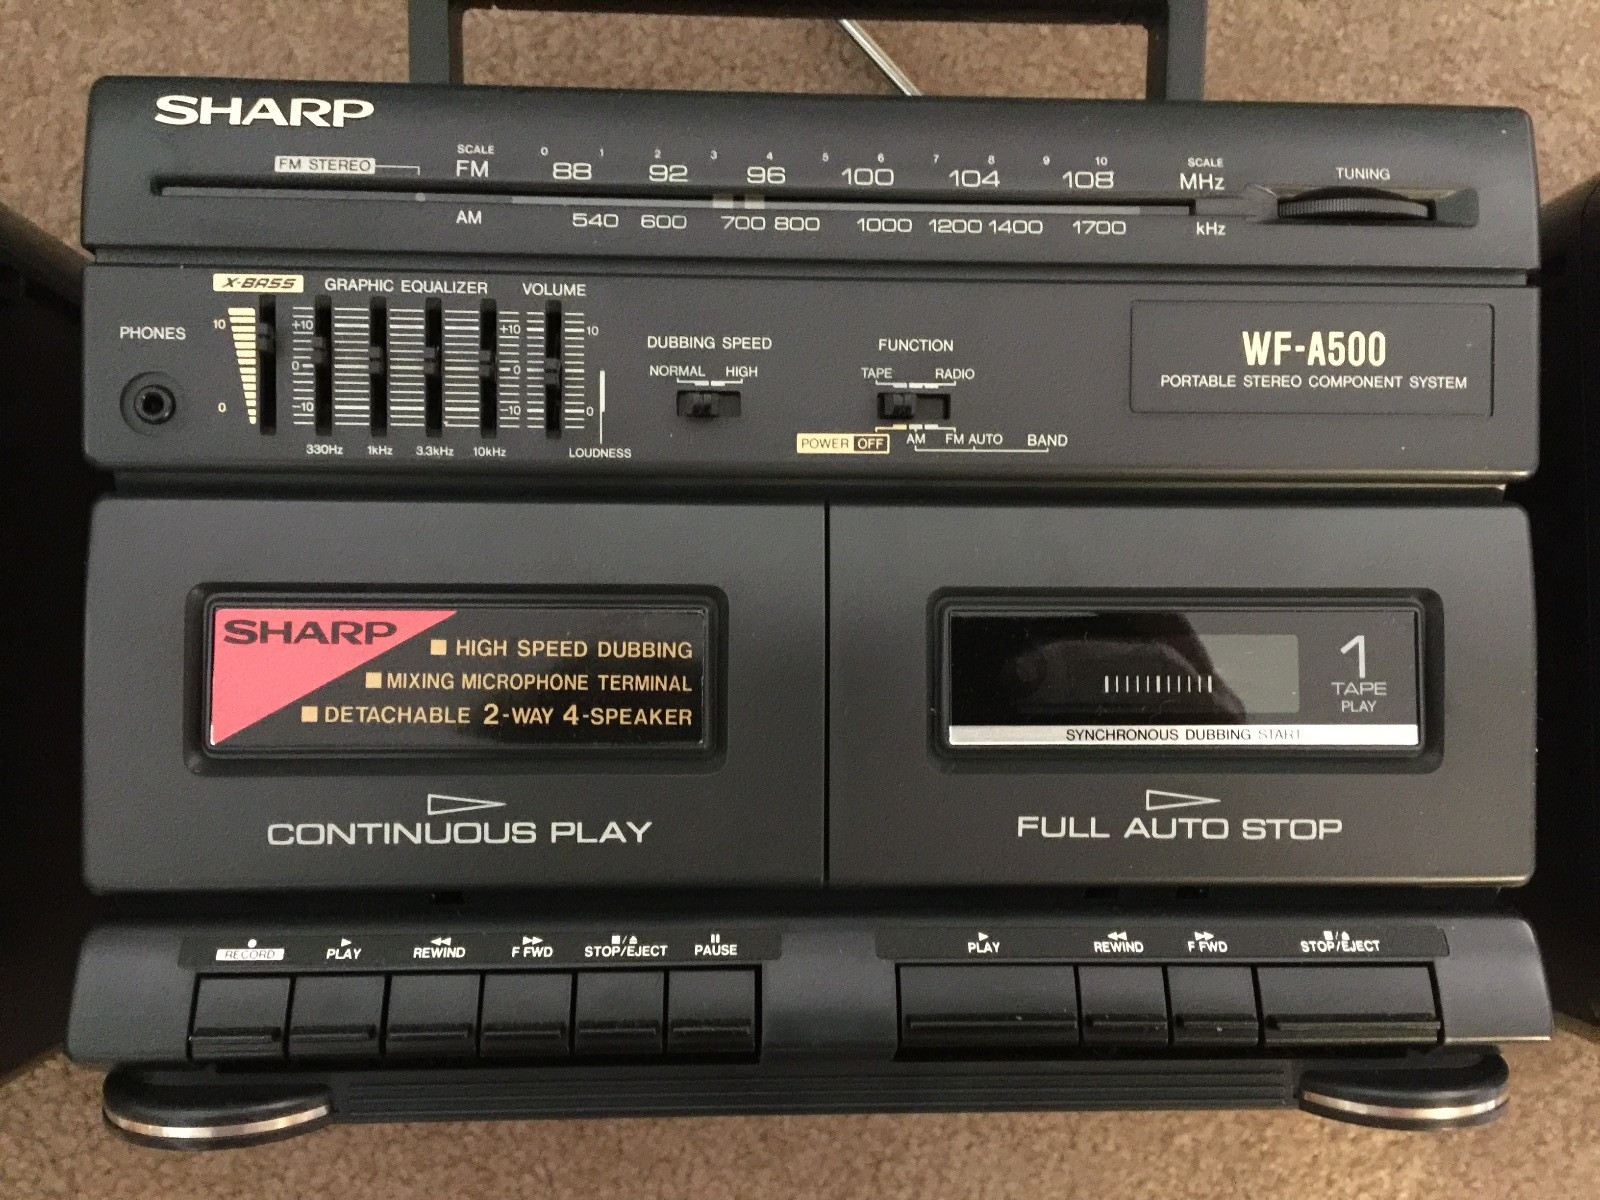 SHARP
FM STEREO
SCALE 0 1 2 3 4 5 6 7 8 9 10 SCALE
FM 88 92 96 100 104 108 MHz
TUNING
AM 540 600 700 800 1000 1200 1400 1700 kHz
X-BASS GRAPHIC EQUALIZER VOLUME
PHONES
10 +10 +10 10
0 0
0 -10 -10 0
330Hz 1kHz 3.3kHz 10kHz LOUDNESS
DUBBING SPEED
NORMAL HIGH
FUNCTION
TAPE RADIO
POWER OFF AM FM AUTO BAND
WF-A500
PORTABLE STEREO COMPONENT SYSTEM
SHARP
■ HIGH SPEED DUBBING
■ MIXING MICROPHONE TERMINAL
■ DETACHABLE 2-WAY 4-SPEAKER
CONTINUOUS PLAY
1
TAPE
PLAY
SYNCHRONOUS DUBBING START
FULL AUTO STOP
RECORD PLAY REWIND F FWD STOP/EJECT PAUSE
PLAY REWIND F FWD STOP/EJECT